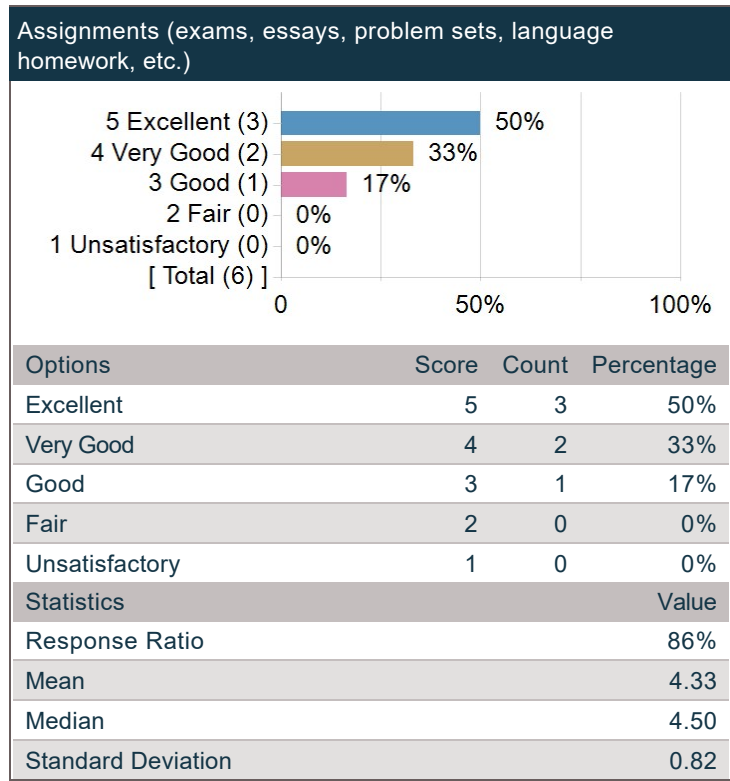 Assignments (exams, essays, problem sets, language
homework, etc.)
5 Excellent (3) 50%
4 Very Good (2) 33%
3 Good (1) 17%
2 Fair (0) 0%
1 Unsatisfactory (0) 0%
[ Total (6) ]
0 50% 100%
Options Score Count Percentage
Excellent 5 3 50%
Very Good 4 2 33%
Good 3 1 17%
Fair 2 0 0%
Unsatisfactory 1 0 0%
Statistics Value
Response Ratio 86%
Mean 4.33
Median 4.50
Standard Deviation 0.82